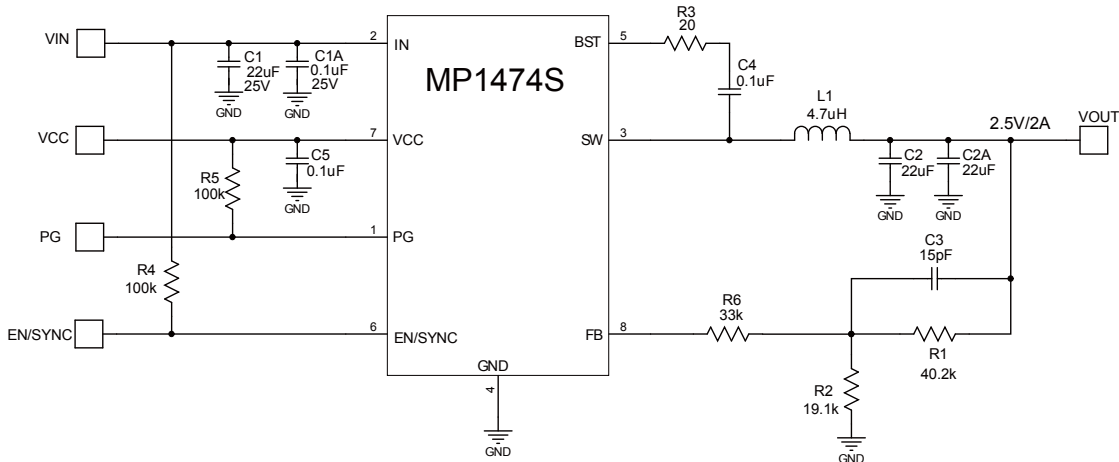 VIN
2
IN
C1
22uF
25V
GND
C1A
0.1uF
25V
GND
MP1474S
BST
5
R3
20
C4
0.1uF
VCC
7
VCC
C5
0.1uF
GND
R5
100k
SW
3
L1
4.7uH
2.5V/2A
VOUT
C2
22uF
GND
C2A
22uF
GND
PG
1
PG
R4
100k
C3
15pF
EN/SYNC
6
EN/SYNC
FB
8
R6
33k
R1
40.2k
R2
19.1k
GND
GND
4
GND